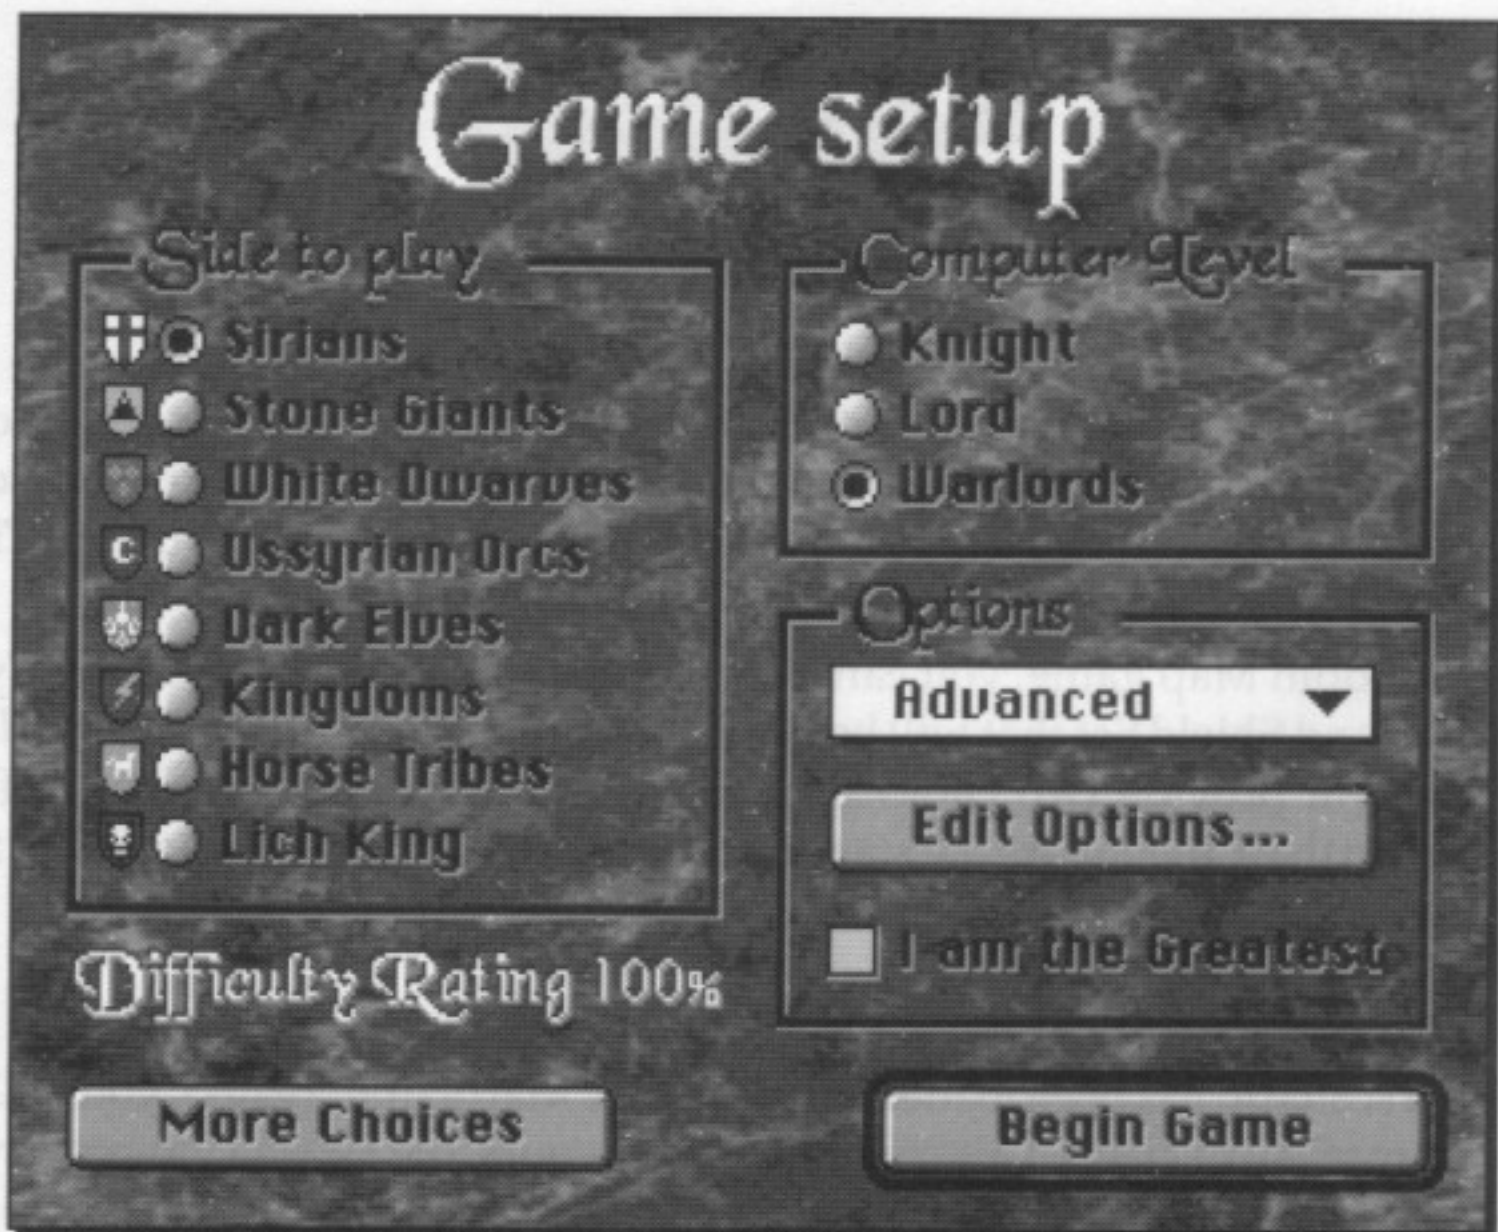 Game setup
Side to play
Sirians
Stone Giants
White Dwarves
Ussyrian Orcs
Dark Elves
Kingdoms
Horse Tribes
Lich King
Difficulty Rating 100%
More Choices
Computer Level
Knight
Lord
Warlords
Options
Advanced
Edit Options...
I am the Greatest
Begin Game